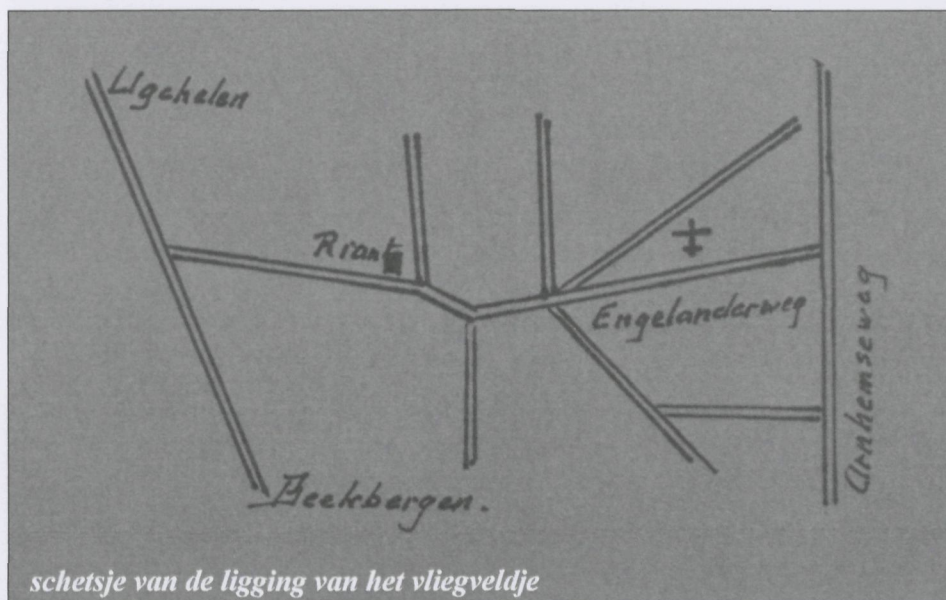 Ugchelen
Rrant
Engelanderweg
Arnhemseweg
Beekbergen.
schetsje van de ligging van het vliegveldje